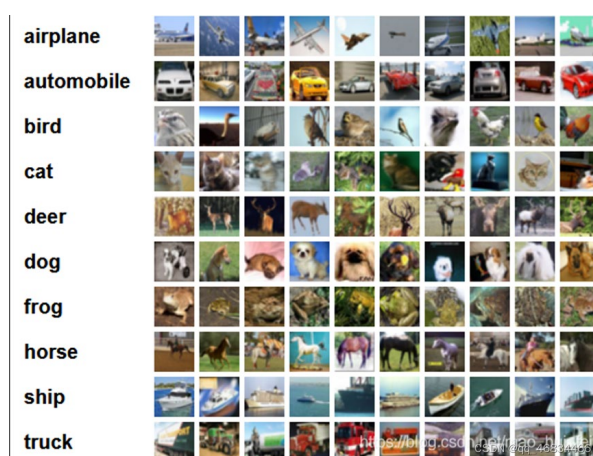 airplane
automobile
bird
cat
deer
dog
frog
horse
ship
truck